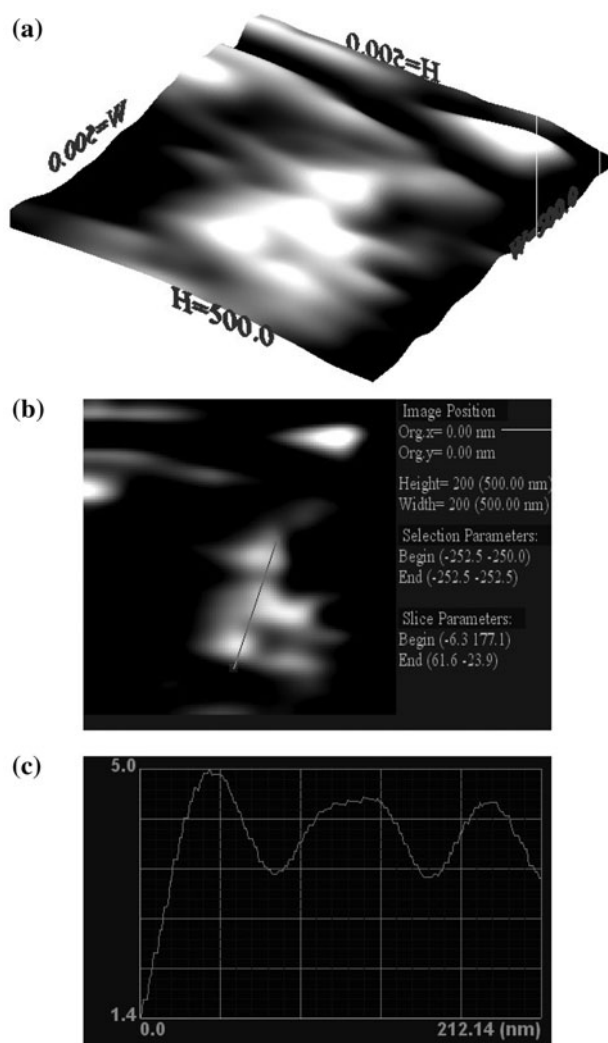 (a)
H=500.0
W=500.0
W=500.0
H=500.0
(b)
Image Position
Org.x= 0.00 nm
Org.y= 0.00 nm
Height= 200 (500.00 nm)
Width= 200 (500.00 nm)
Selection Parameters:
Begin (-252.5 -250.0)
End (-252.5 -252.5)
Slice Parameters:
Begin (-6.3 177.1)
End (61.6 -23.9)
(c)
5.0
1.4
0.0 212.14 (nm)